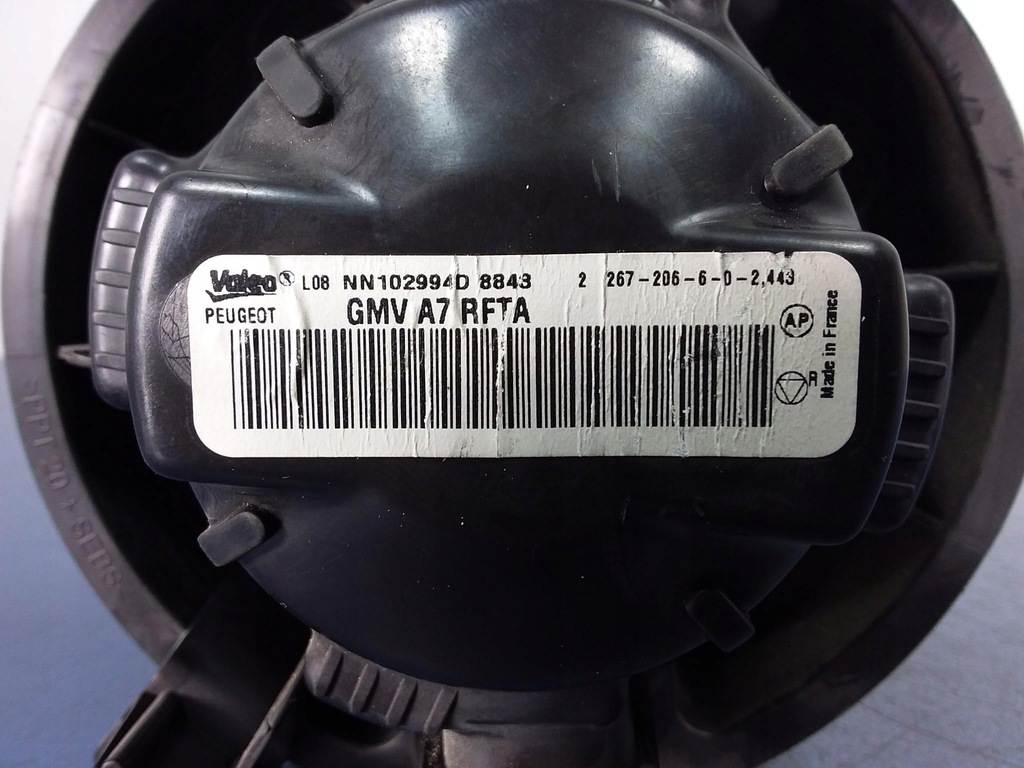 Valeo L08 NN102994D 8843 2 267-206-6-0-2,443
PEUGEOT GMV A7 RFTA
AP
R
Made in France